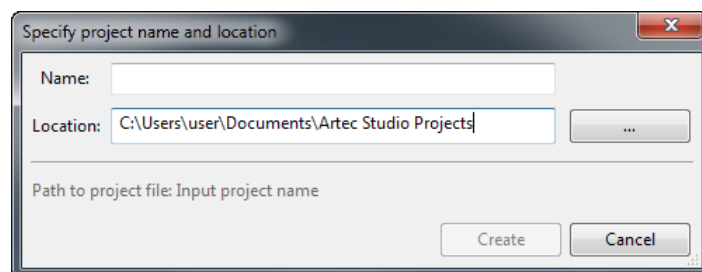 Specify project name and location
Name:
Location: C:\Users\user\Documents\Artec Studio Projects ...
Path to project file: Input project name
Create Cancel